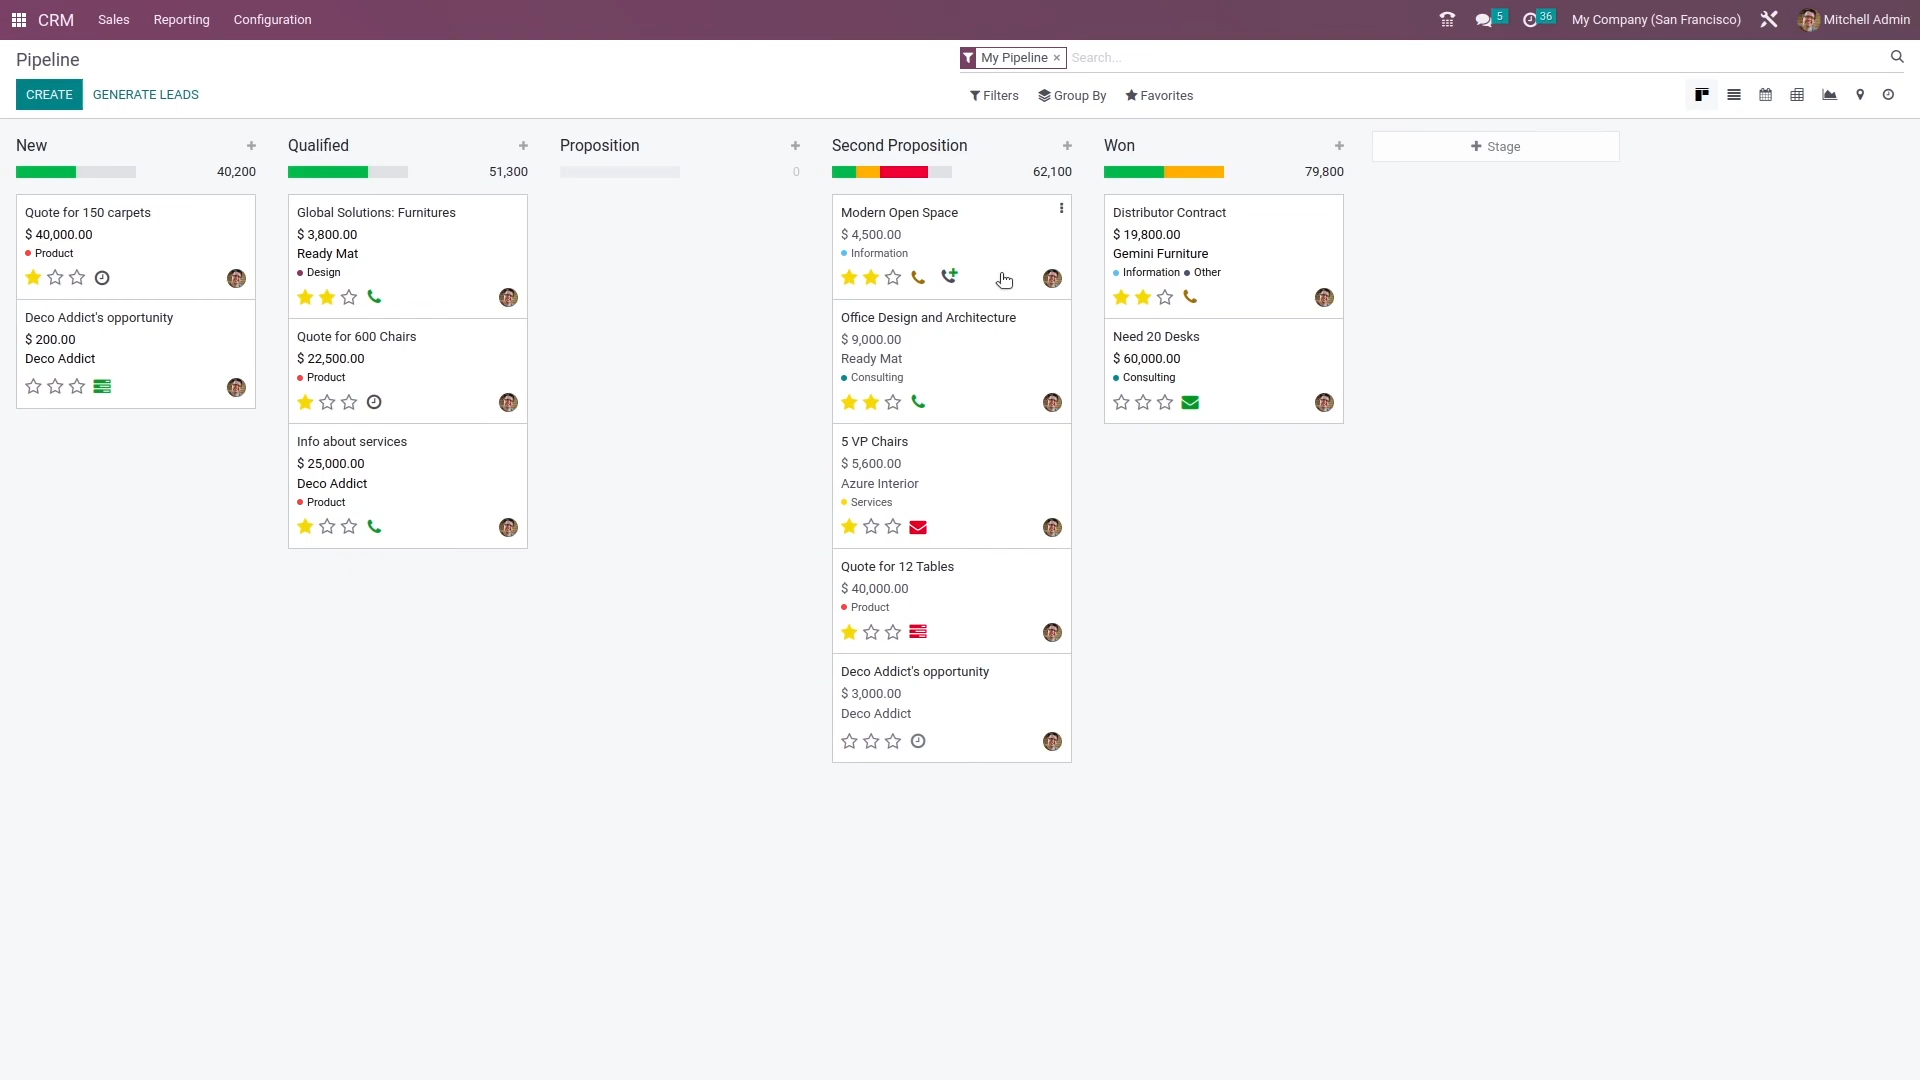 CRM Sales Reporting Configuration 5 36 My Company (San Francisco) Mitchell Admin
Pipeline
My Pipeline × Search...
CREATE GENERATE LEADS
Filters Group By Favorites
New +
40,200
Quote for 150 carpets
$ 40,000.00
Product
Deco Addict's opportunity
$ 200.00
Deco Addict
Qualified +
51,300
Global Solutions: Furnitures
$ 3,800.00
Ready Mat
Design
Quote for 600 Chairs
$ 22,500.00
Product
Info about services
$ 25,000.00
Deco Addict
Product
Proposition +
0
Second Proposition +
62,100
Modern Open Space
$ 4,500.00
Information
Office Design and Architecture
$ 9,000.00
Ready Mat
Consulting
5 VP Chairs
$ 5,600.00
Azure Interior
Services
Quote for 12 Tables
$ 40,000.00
Product
Deco Addict's opportunity
$ 3,000.00
Deco Addict
Won +
79,800
Distributor Contract
$ 19,800.00
Gemini Furniture
Information Other
Need 20 Desks
$ 60,000.00
Consulting
+ Stage